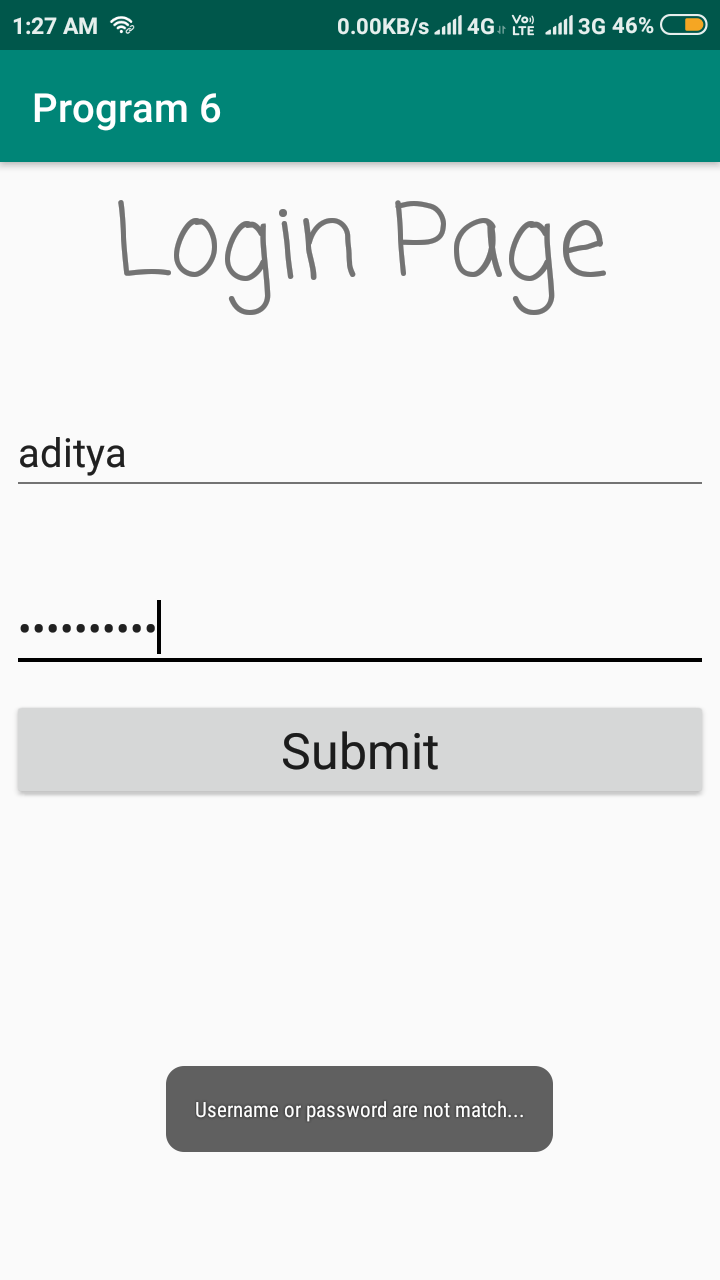 1:27 AM 0.00KB/s 4G Vo) LTE 3G 46%
Program 6
Login Page
aditya
••••••••••
Submit
Username or password are not match...